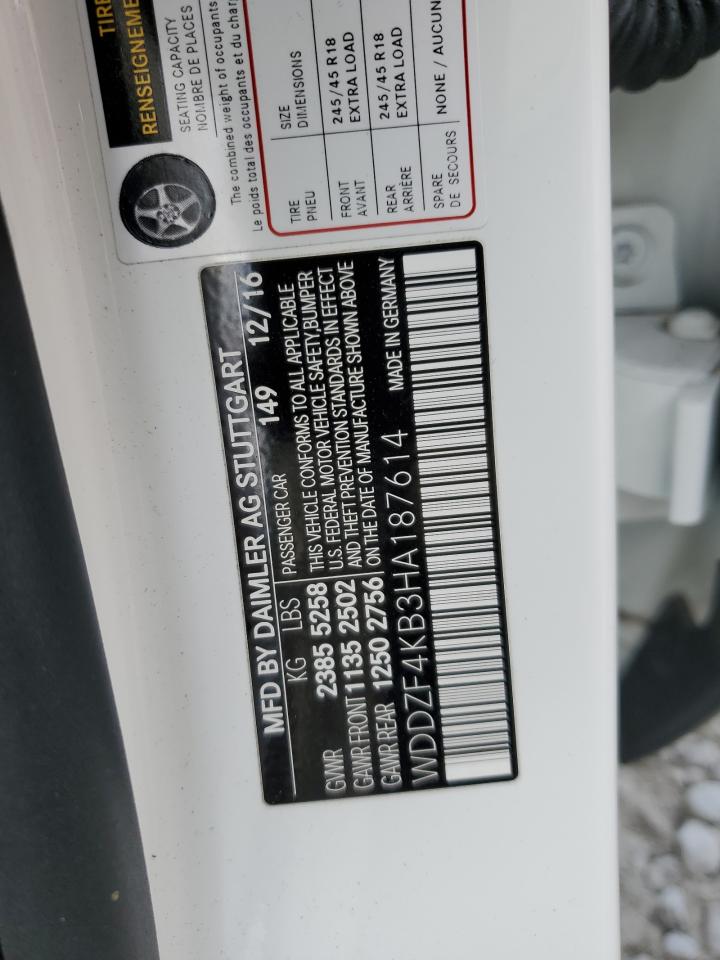 TIRE
RENSEIGNEME
SEATING CAPACITY
NOMBRE DE PLACES
The combined weight of occupants
Le poids total des occupants et du char
TIRE SIZE
PNEU DIMENSIONS
FRONT 245/45 R18
AVANT EXTRA LOAD
REAR 245/45 R18
ARRIÈRE EXTRA LOAD
SPARE NONE / AUCUN
DE SECOURS
MFD BY DAIMLER AG STUTTGART
149 12/16
KG LBS PASSENGER CAR
GVWR 2385 5258 THIS VEHICLE CONFORMS TO ALL APPLICABLE
U.S. FEDERAL MOTOR VEHICLE SAFETY, BUMPER
GAWR FRONT 1135 2502 AND THEFT PREVENTION STANDARDS IN EFFECT
GAWR REAR 1250 2756 ON THE DATE OF MANUFACTURE SHOWN ABOVE
WDDZF4KB3HA187614 MADE IN GERMANY